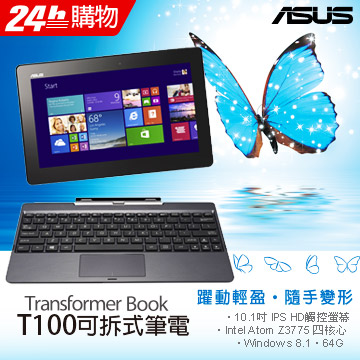 24h購物
ASUS
Start
Transformer Book
T100可拆式筆電
躍動輕盈・隨手變形
・10.1吋 IPS HD觸控螢幕
・Intel Atom Z3775 四核心
・Windows 8.1・64G